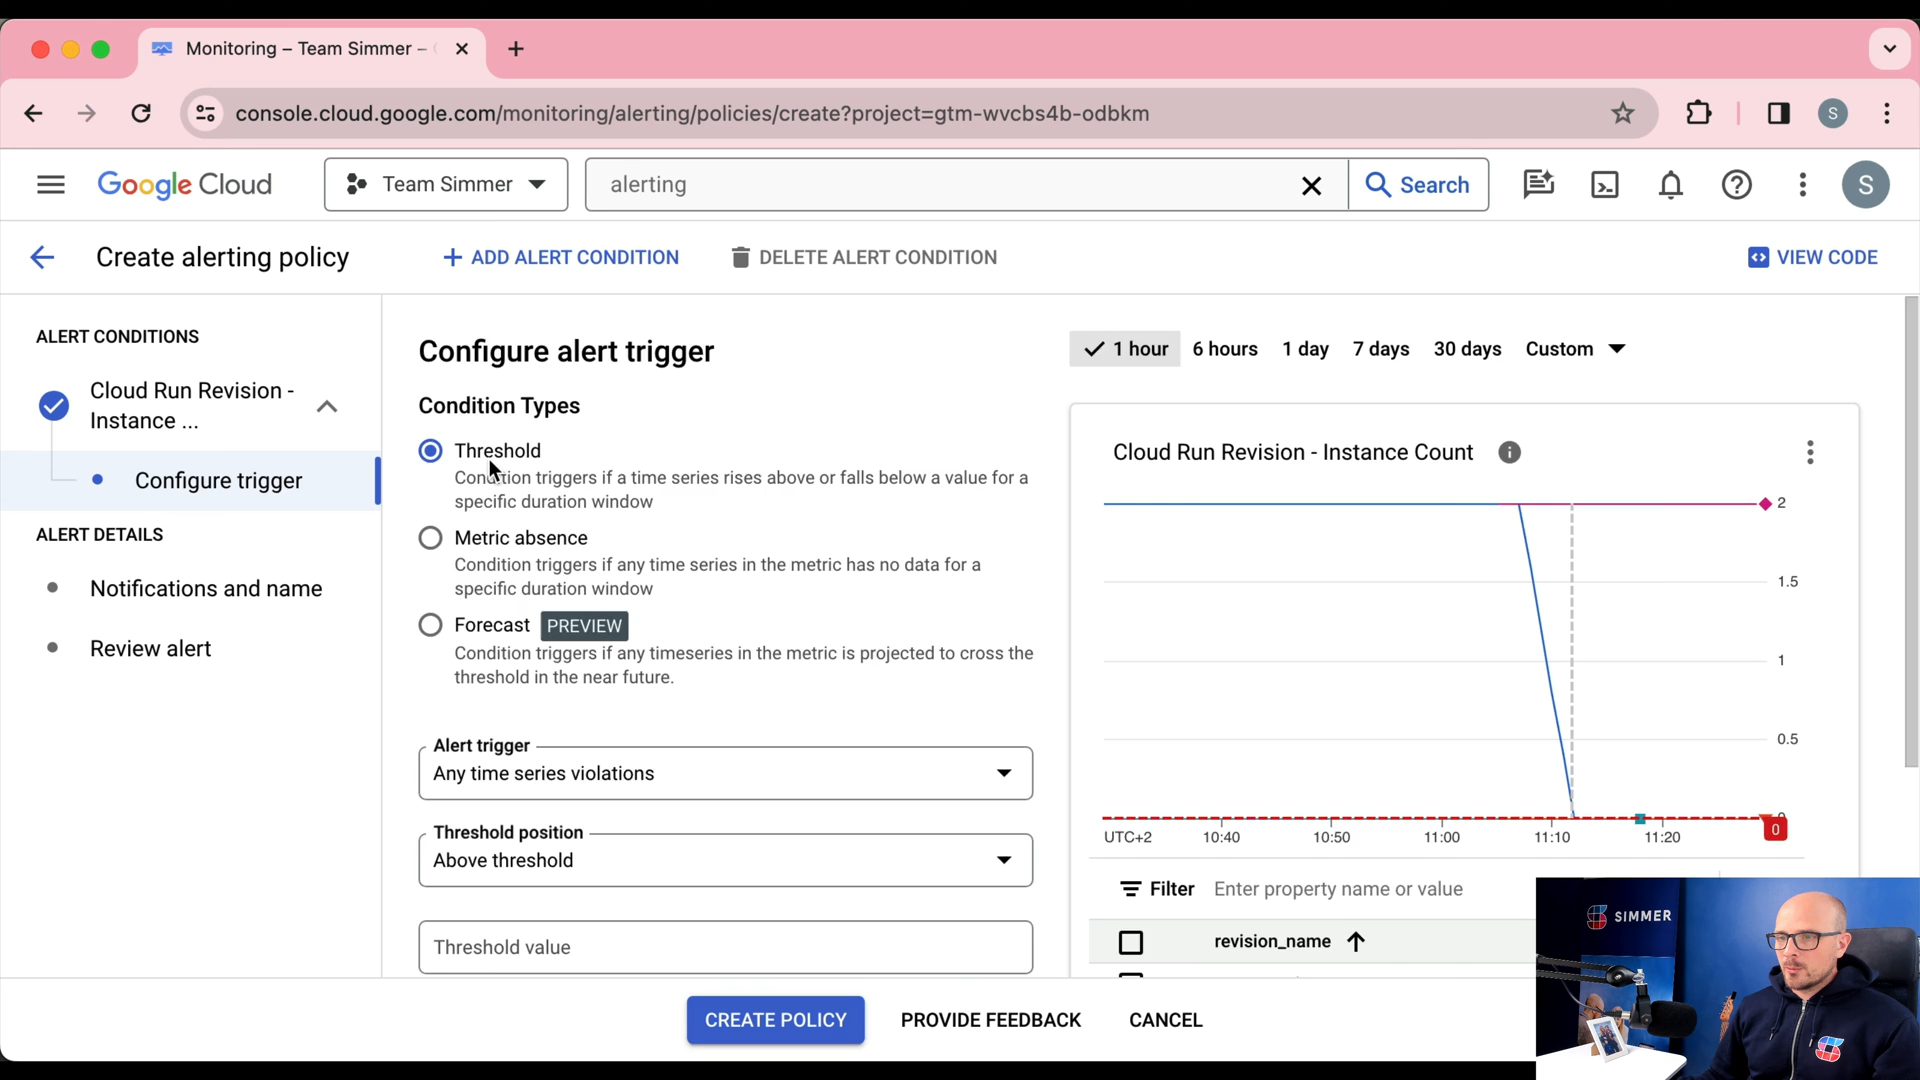 Monitoring – Team Simmer –
console.cloud.google.com/monitoring/alerting/policies/create?project=gtm-wvcbs4b-odbkm
S
Google Cloud
Team Simmer
alerting
Search
S
Create alerting policy
ADD ALERT CONDITION
DELETE ALERT CONDITION
VIEW CODE
ALERT CONDITIONS
Cloud Run Revision -
Instance ...
Configure trigger
ALERT DETAILS
Notifications and name
Review alert
Configure alert trigger
Condition Types
Threshold
Condition triggers if a time series rises above or falls below a value for a
specific duration window
Metric absence
Condition triggers if any time series in the metric has no data for a
specific duration window
Forecast PREVIEW
Condition triggers if any timeseries in the metric is projected to cross the
threshold in the near future.
Alert trigger
Any time series violations
Threshold position
Above threshold
Threshold value
1 hour 6 hours 1 day 7 days 30 days Custom
Cloud Run Revision - Instance Count
2
1.5
1
0.5
0
UTC+2 10:40 10:50 11:00 11:10 11:20
Filter Enter property name or value
revision_name
CREATE POLICY PROVIDE FEEDBACK CANCEL
SIMMER